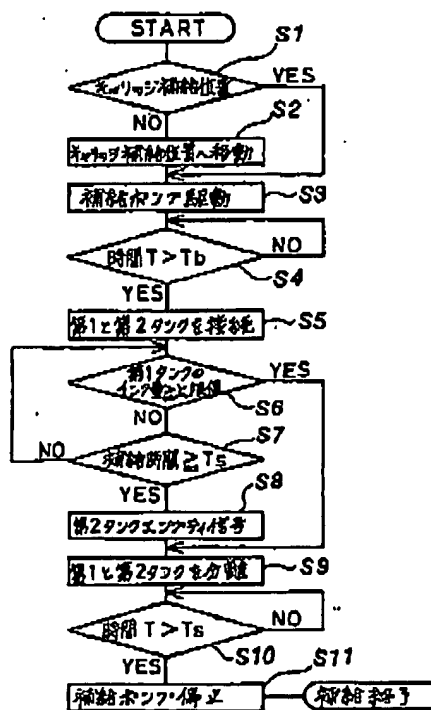 START
S1
キャリッジ補給位置
YES
NO
S2
キャリッジ補給位置へ移動
補給ポンプ駆動
S3
時間T>Tb
NO
S4
YES
第1と第2タンクを接続
S5
第1タンクの
インク量≥上限値
YES
S6
NO
S7
補給時間≥Ts
NO
YES
S8
第2タンクエンプティ信号
第1と第2タンクを分離
S9
時間T>Ts
NO
S10
YES
S11
補給ポンプ停止
補給終了